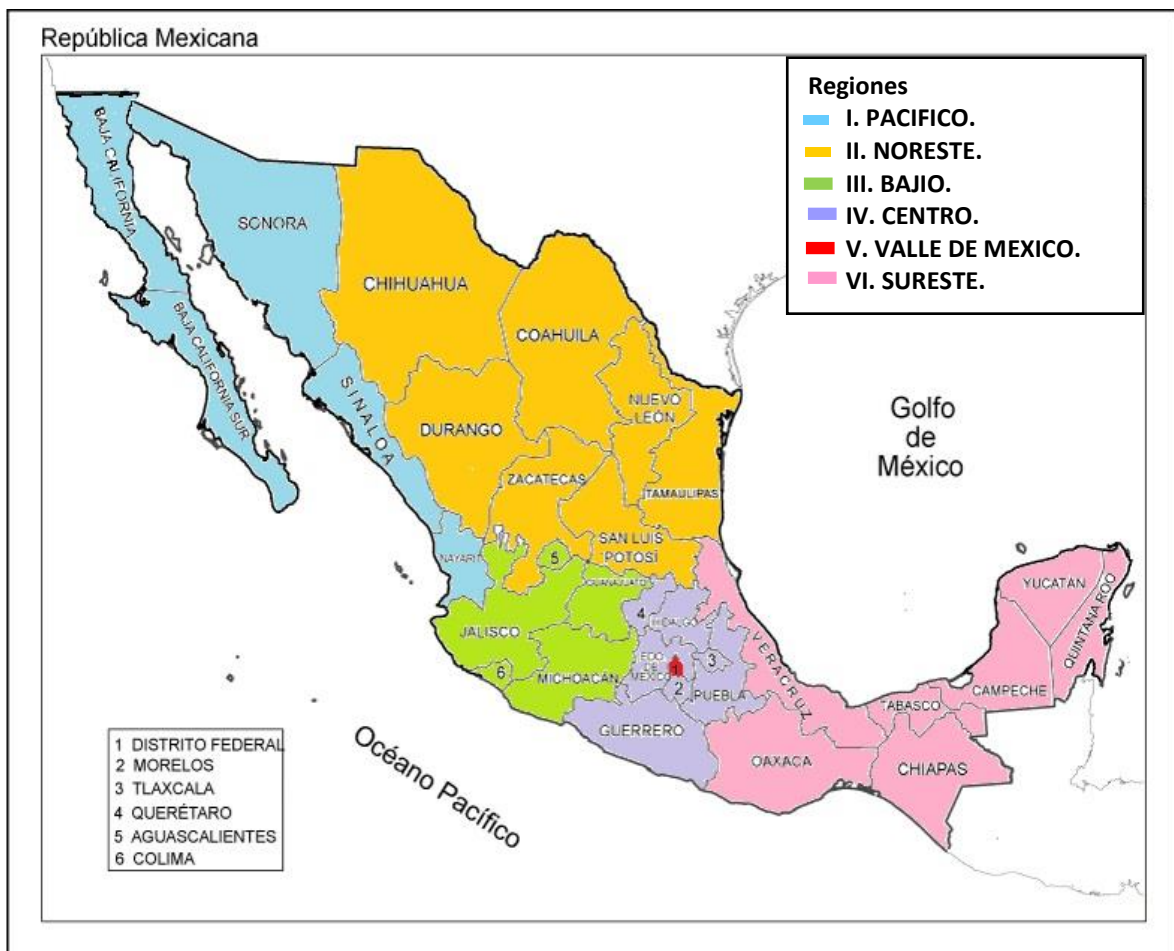 República Mexicana
Regiones
I. PACIFICO.
II. NORESTE.
III. BAJIO.
IV. CENTRO.
V. VALLE DE MEXICO.
VI. SURESTE.
BAJA CALIFORNIA
SONORA
CHIHUAHUA
COAHUILA
BAJA CALIFORNIA SUR
SINALOA
NUEVO
LEÓN
DURANGO
ZACATECAS
TAMAULIPAS
SAN LUIS
POTOSÍ
NAYARIT
5
GUANAJUATO
4
HIDALGO
JALISCO
6
MICHOACÁN
EDO.
DE
MEXICO
1
2
3
PUEBLA
VERACRUZ
GUERRERO
OAXACA
TABASCO
CHIAPAS
CAMPECHE
YUCATAN
QUINTANA ROO
Golfo
de
México
Océano Pacífico
1 DISTRITO FEDERAL
2 MORELOS
3 TLAXCALA
4 QUERÉTARO
5 AGUASCALIENTES
6 COLIMA